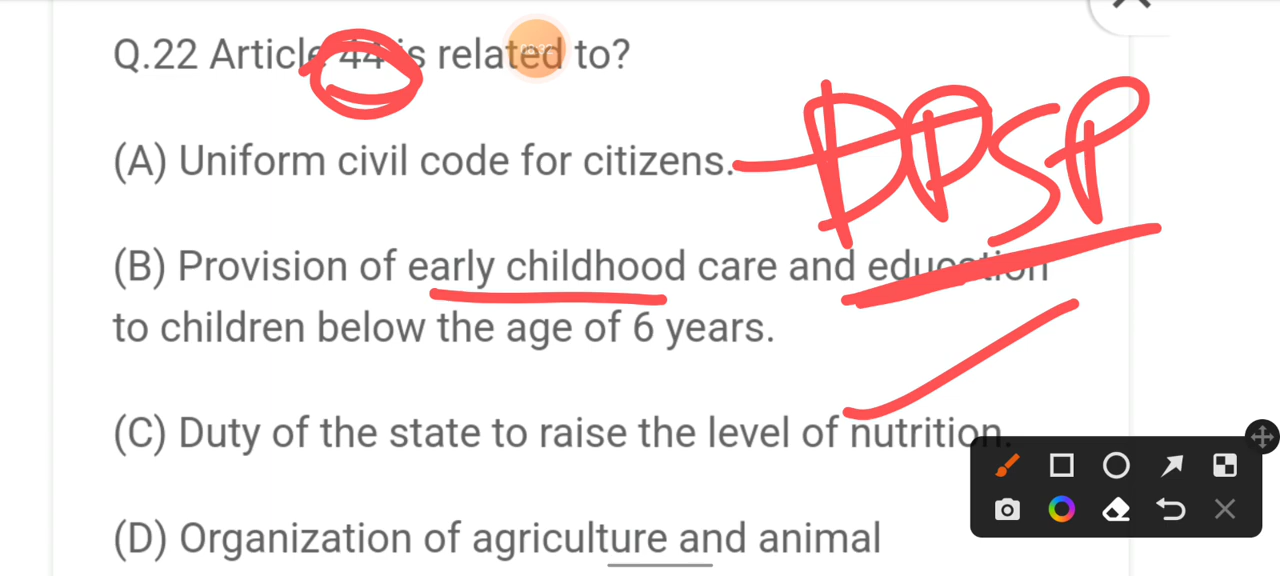 Q.22 Article 44 is related to?
(A) Uniform civil code for citizens. DPSP
(B) Provision of early childhood care and education
to children below the age of 6 years.
(C) Duty of the state to raise the level of nutrition.
(D) Organization of agriculture and animal